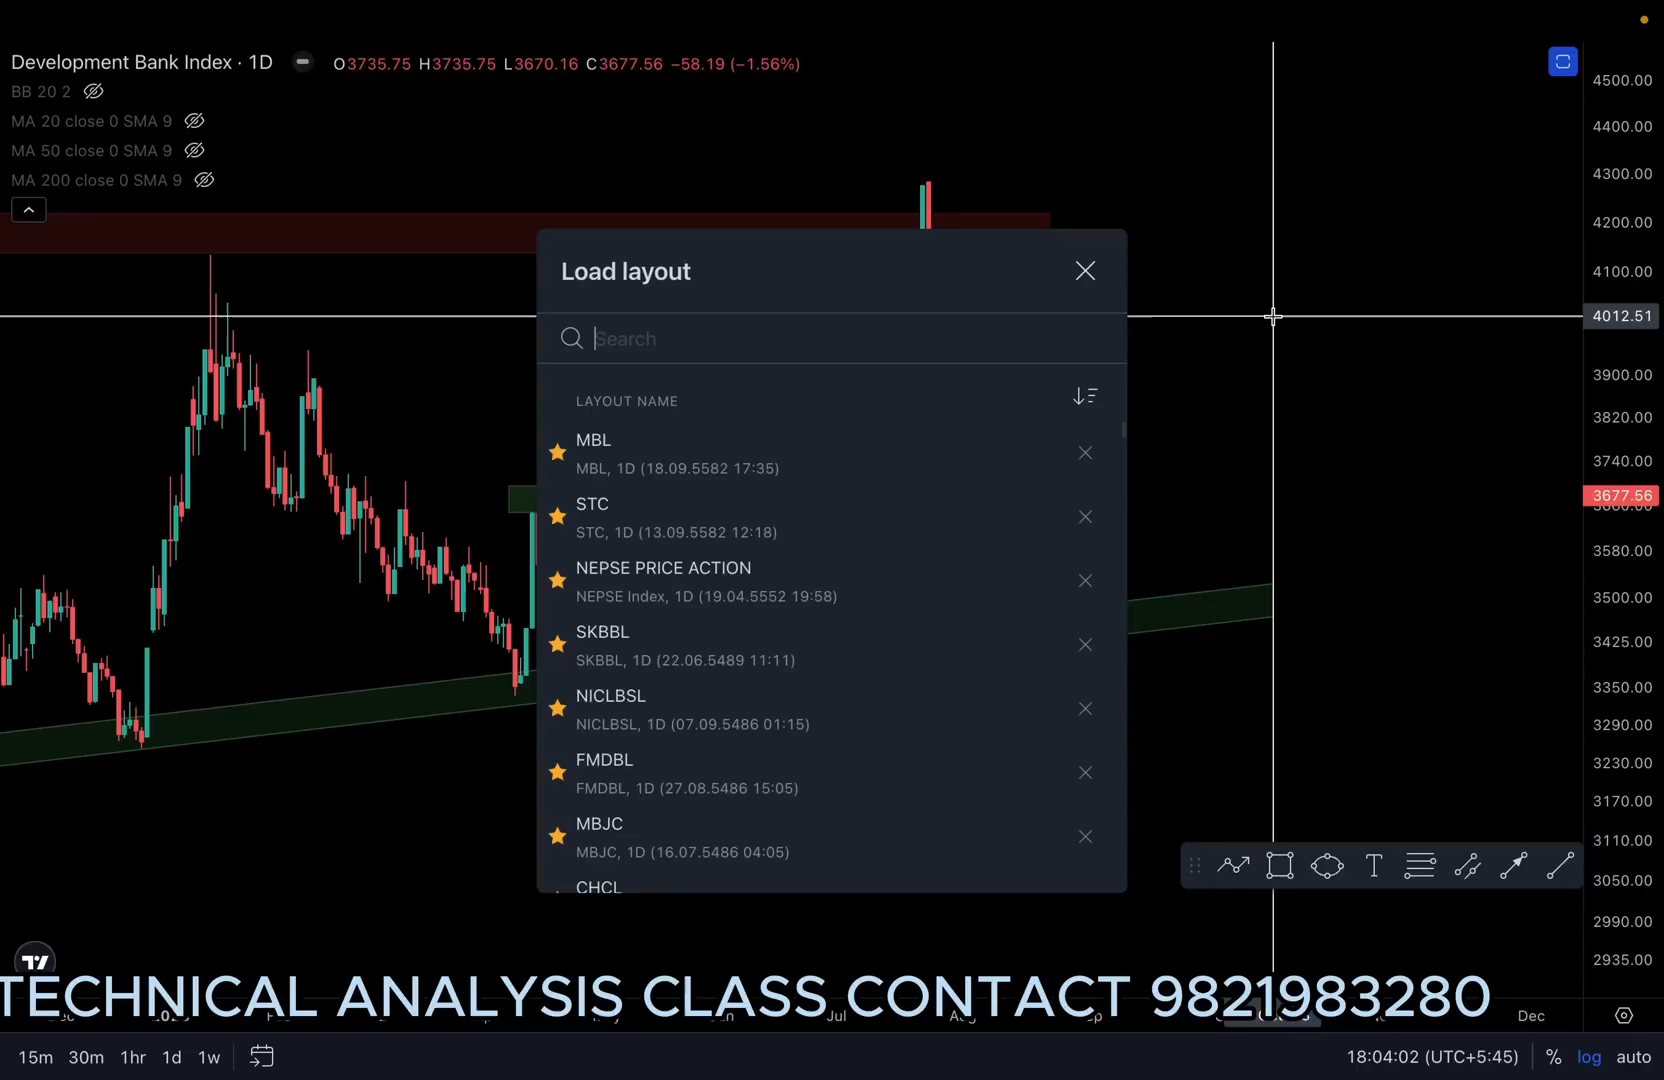 Development Bank Index · 1D O3735.75 H3735.75 L3670.16 C3677.56 −58.19 (−1.56%)
BB 20 2
MA 20 close 0 SMA 9
MA 50 close 0 SMA 9
MA 200 close 0 SMA 9
Load layout
Search
LAYOUT NAME
MBL
MBL, 1D (18.09.5582 17:35)
STC
STC, 1D (13.09.5582 12:18)
NEPSE PRICE ACTION
NEPSE Index, 1D (19.04.5552 19:58)
SKBBL
SKBBL, 1D (22.06.5489 11:11)
NICLBSL
NICLBSL, 1D (07.09.5486 01:15)
FMDBL
FMDBL, 1D (27.08.5486 15:05)
MBJC
MBJC, 1D (16.07.5486 04:05)
CHCL
4500.00
4400.00
4300.00
4200.00
4100.00
4012.51
3900.00
3820.00
3740.00
3677.56
3580.00
3500.00
3425.00
3350.00
3290.00
3230.00
3170.00
3110.00
3050.00
2990.00
2935.00
TECHNICAL ANALYSIS CLASS CONTACT 9821983280
Jul
Dec
15m 30m 1hr 1d 1w
18:04:02 (UTC+5:45) % log auto